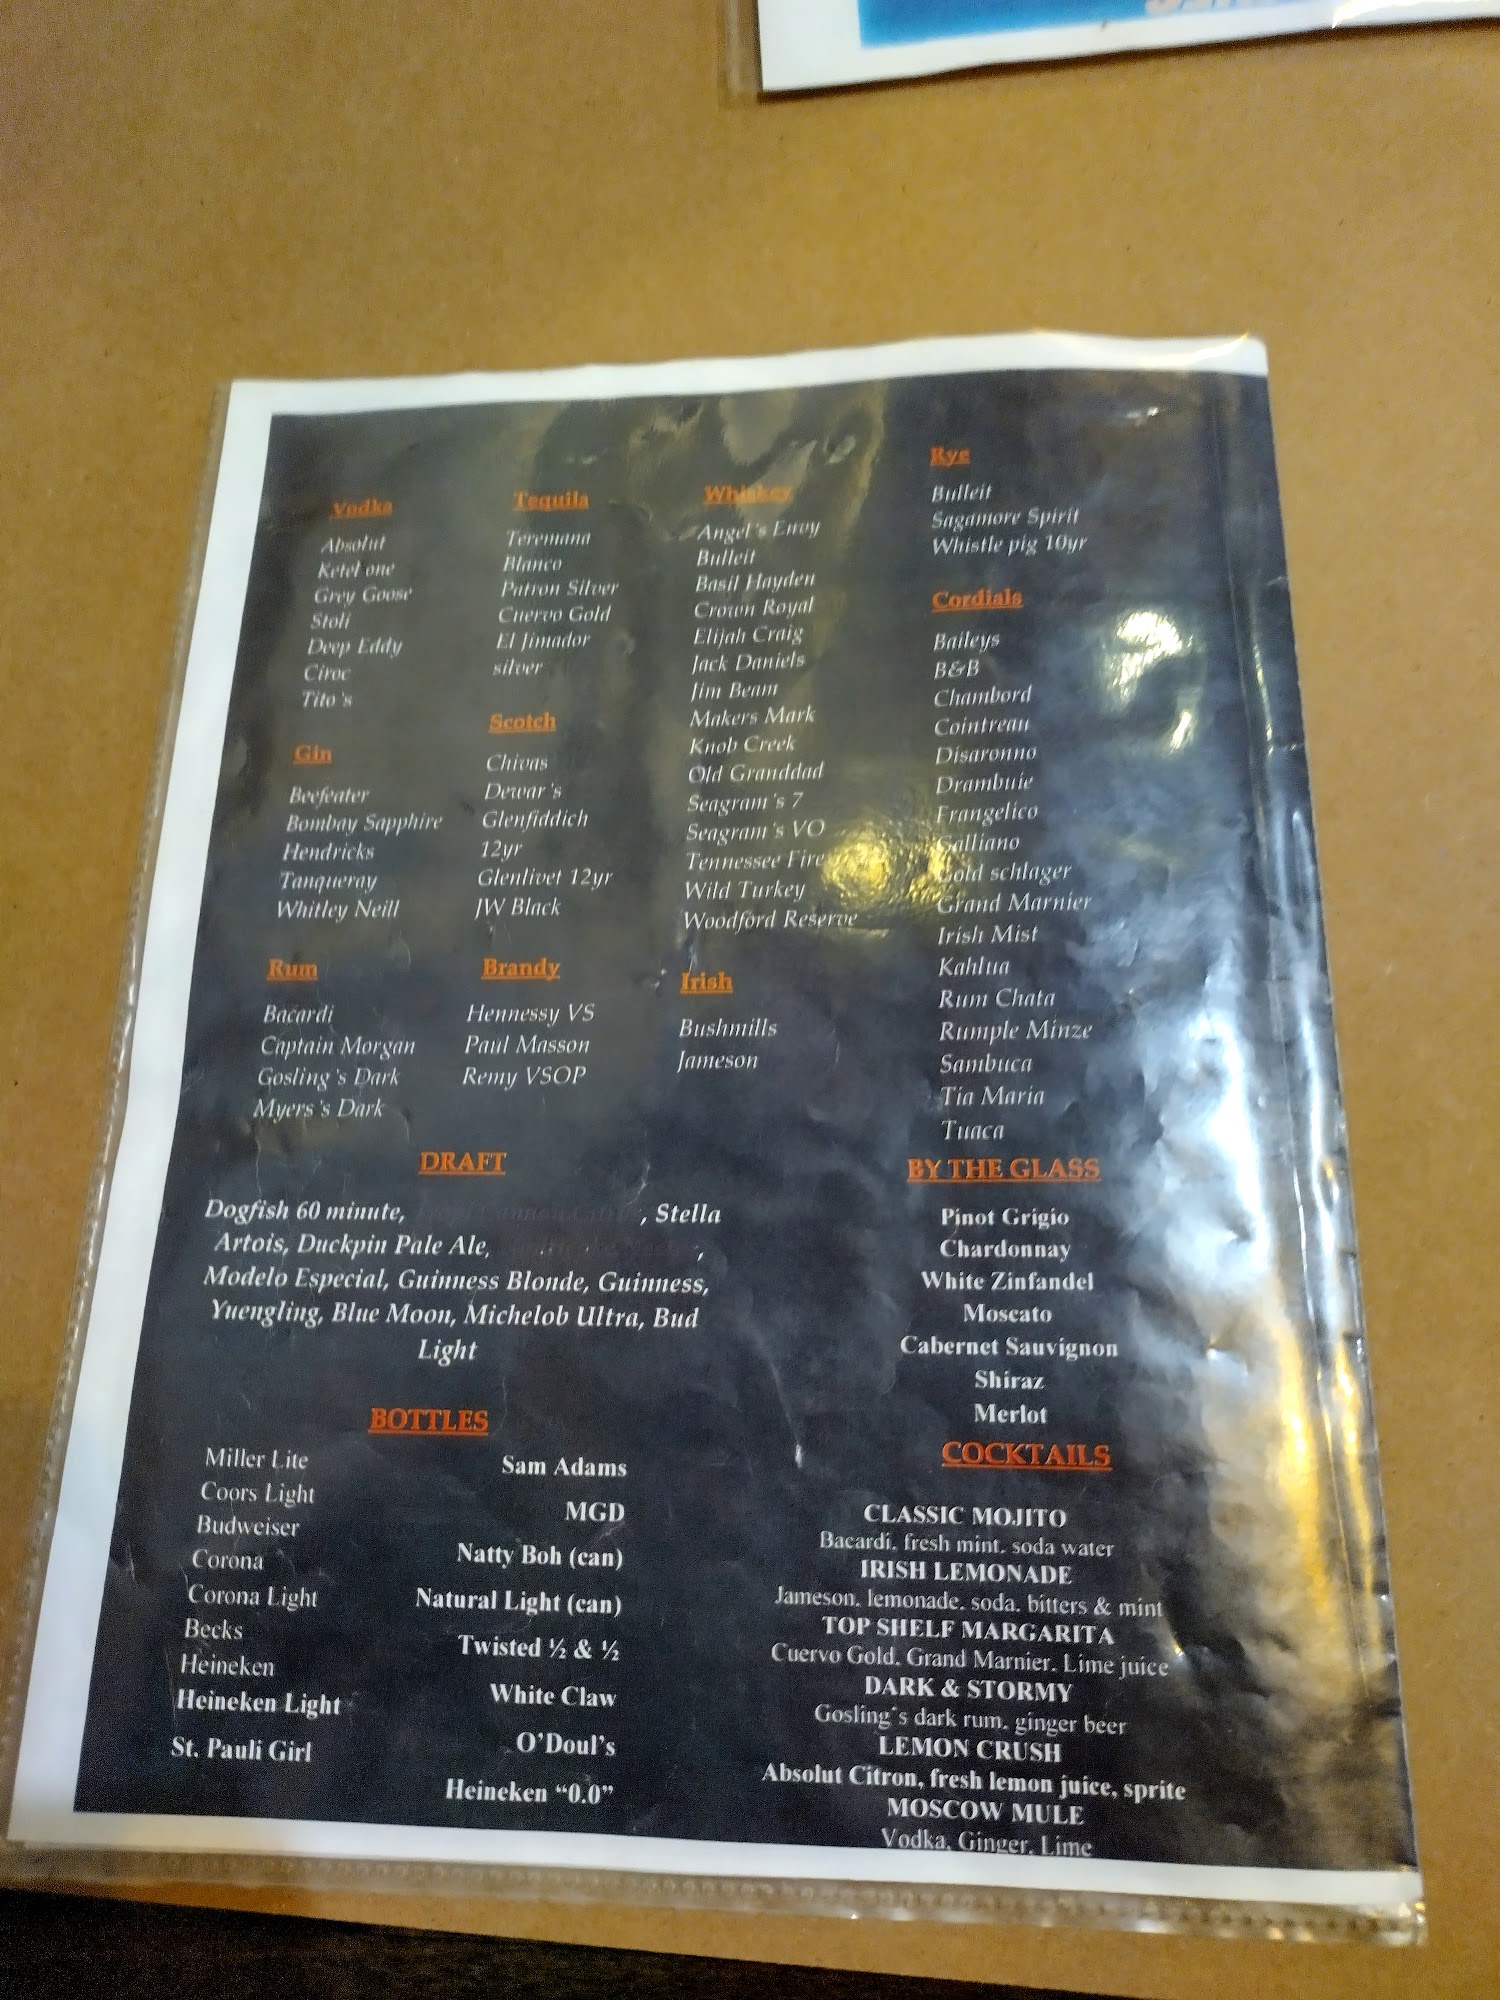 Vodka
Absolut
Ketel one
Grey Goose
Stoli
Deep Eddy
Ciroc
Tito's
Gin
Beefeater
Bombay Sapphire
Hendricks
Tanqueray
Whitley Neill
Rum
Bacardi
Captain Morgan
Gosling's Dark
Myers's Dark
Tequila
Teremana
Blanco
Patron Silver
Cuervo Gold
El Jimador
silver
Scotch
Chivas
Dewar's
Glenfiddich
12yr
Glenlivet 12yr
JW Black
Brandy
Hennessy VS
Paul Masson
Remy VSOP
Whiskey
Angel's Envy
Bulleit
Basil Hayden
Crown Royal
Elijah Craig
Jack Daniels
Jim Beam
Makers Mark
Knob Creek
Old Granddad
Seagram's 7
Seagram's VO
Tennessee Fire
Wild Turkey
Woodford Reserve
Irish
Bushmills
Jameson
Rye
Bulleit
Sagamore Spirit
Whistle pig 10yr
Cordials
Baileys
B&B
Chambord
Cointreau
Disaronno
Drambuie
Frangelico
Galliano
Gold schlager
Grand Marnier
Irish Mist
Kahlua
Rum Chata
Rumple Minze
Sambuca
Tia Maria
Tuaca
DRAFT
Dogfish 60 minute, , Stella
Artois, Duckpin Pale Ale, ,
Modelo Especial, Guinness Blonde, Guinness,
Yuengling, Blue Moon, Michelob Ultra, Bud
Light
BOTTLES
Miller Lite
Coors Light
Budweiser
Corona
Corona Light
Becks
Heineken
Heineken Light
St. Pauli Girl
Sam Adams
MGD
Natty Boh (can)
Natural Light (can)
Twisted ½ & ½
White Claw
O'Doul's
Heineken "0.0"
BY THE GLASS
Pinot Grigio
Chardonnay
White Zinfandel
Moscato
Cabernet Sauvignon
Shiraz
Merlot
COCKTAILS
CLASSIC MOJITO
Bacardi, fresh mint, soda water
IRISH LEMONADE
Jameson, lemonade, soda, bitters & mint
TOP SHELF MARGARITA
Cuervo Gold, Grand Marnier, Lime juice
DARK & STORMY
Gosling's dark rum, ginger beer
LEMON CRUSH
Absolut Citron, fresh lemon juice, sprite
MOSCOW MULE
Vodka, Ginger, Lime